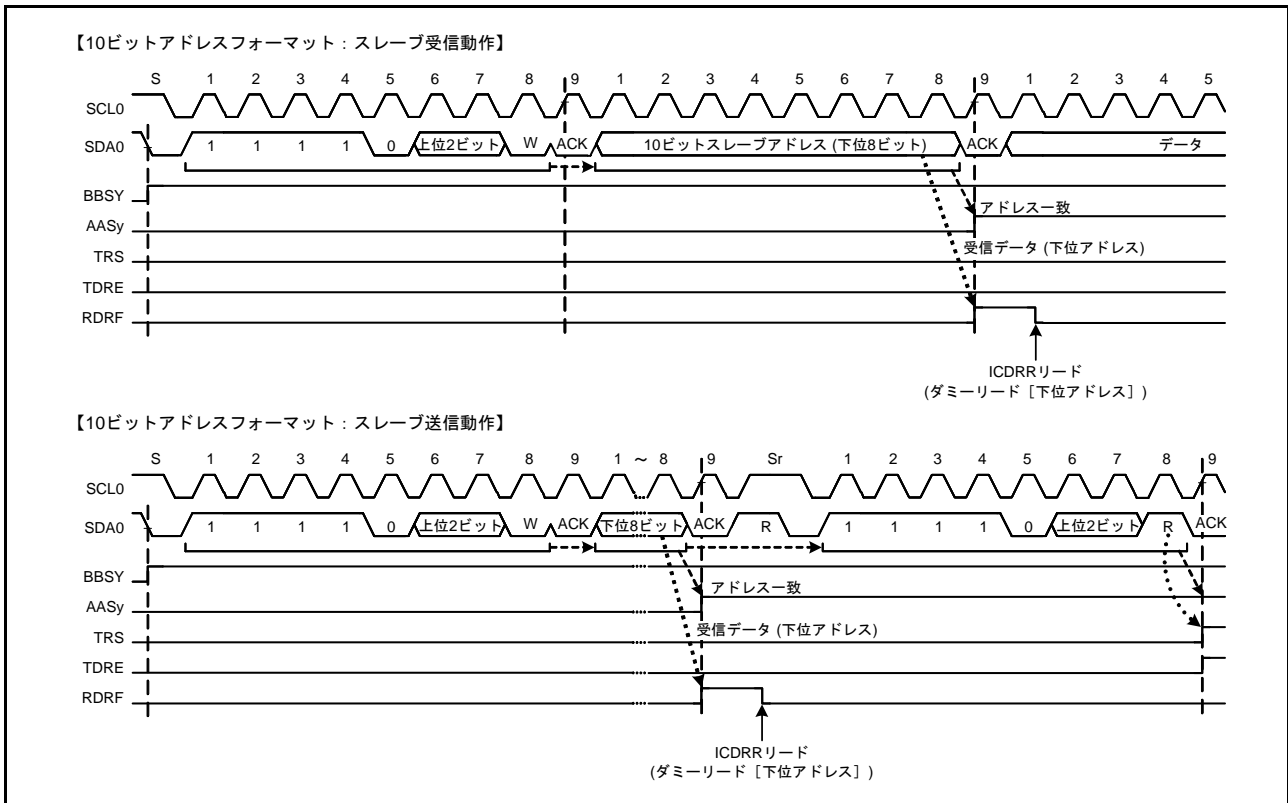 【10ビットアドレスフォーマット：スレーブ受信動作】
S 1 2 3 4 5 6 7 8 9 1 2 3 4 5 6 7 8 9 1 2 3 4 5
SCL0
SDA0 1 1 1 1 0 上位2ビット W ACK 10ビットスレーブアドレス (下位8ビット) ACK データ
BBSY
アドレス一致
AASy
TRS
受信データ (下位アドレス)
TDRE
RDRF
ICDRRリード
(ダミーリード［下位アドレス］)
【10ビットアドレスフォーマット：スレーブ送信動作】
S 1 2 3 4 5 6 7 8 9 1 ～ 8 9 Sr 1 2 3 4 5 6 7 8 9
SCL0
SDA0 1 1 1 1 0 上位2ビット W ACK 下位8ビット ACK R 1 1 1 1 0 上位2ビット R ACK
BBSY
アドレス一致
AASy
受信データ (下位アドレス)
TRS
TDRE
RDRF
ICDRRリード
(ダミーリード［下位アドレス］)